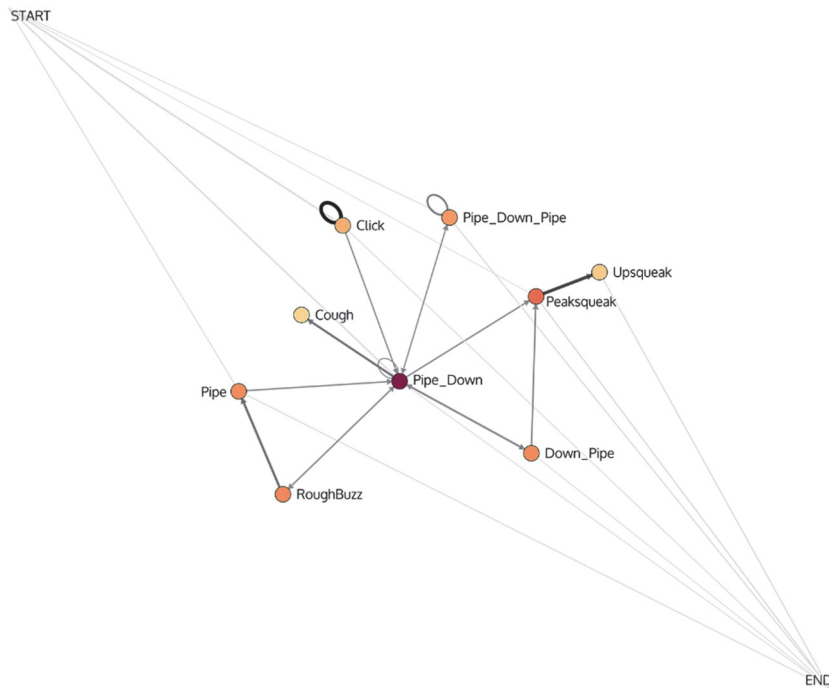 START
Click
Pipe_Down_Pipe
Upsqueak
Peaksqueak
Cough
Pipe_Down
Pipe
Down_Pipe
RoughBuzz
END